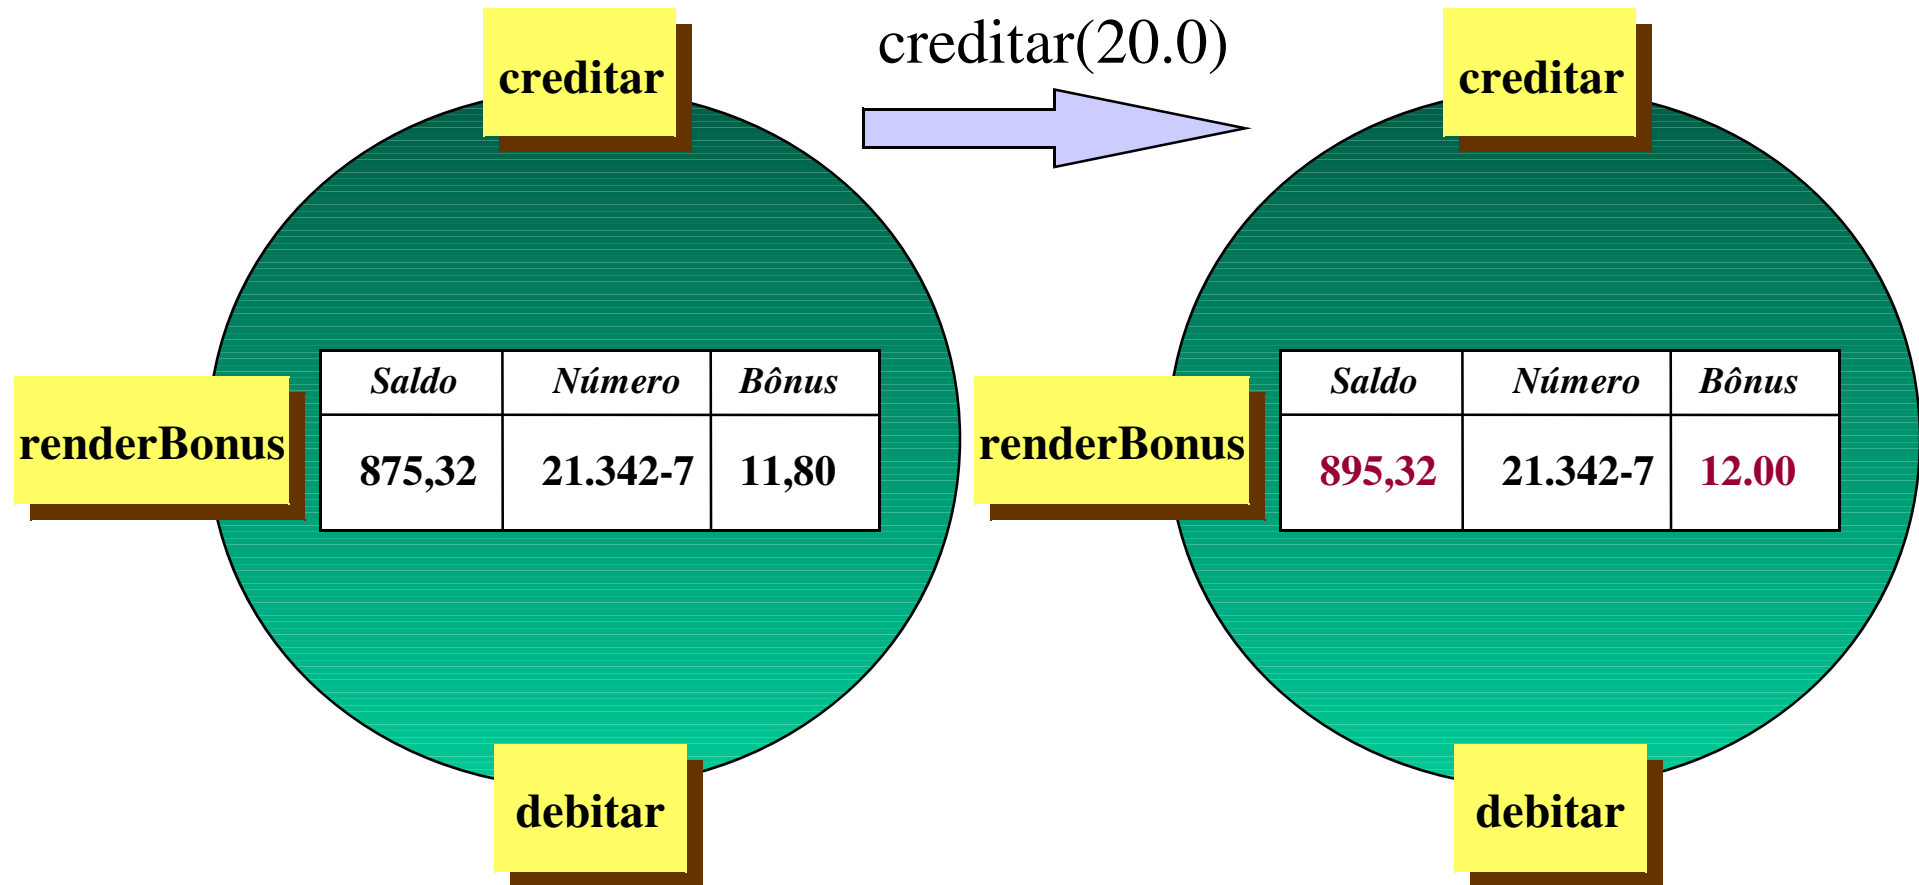 creditar
creditar(20.0)
creditar
Saldo Número Bônus
renderBonus
875,32 21.342-7 11,80
Saldo Número Bônus
renderBonus
895,32 21.342-7 12.00
debitar
debitar